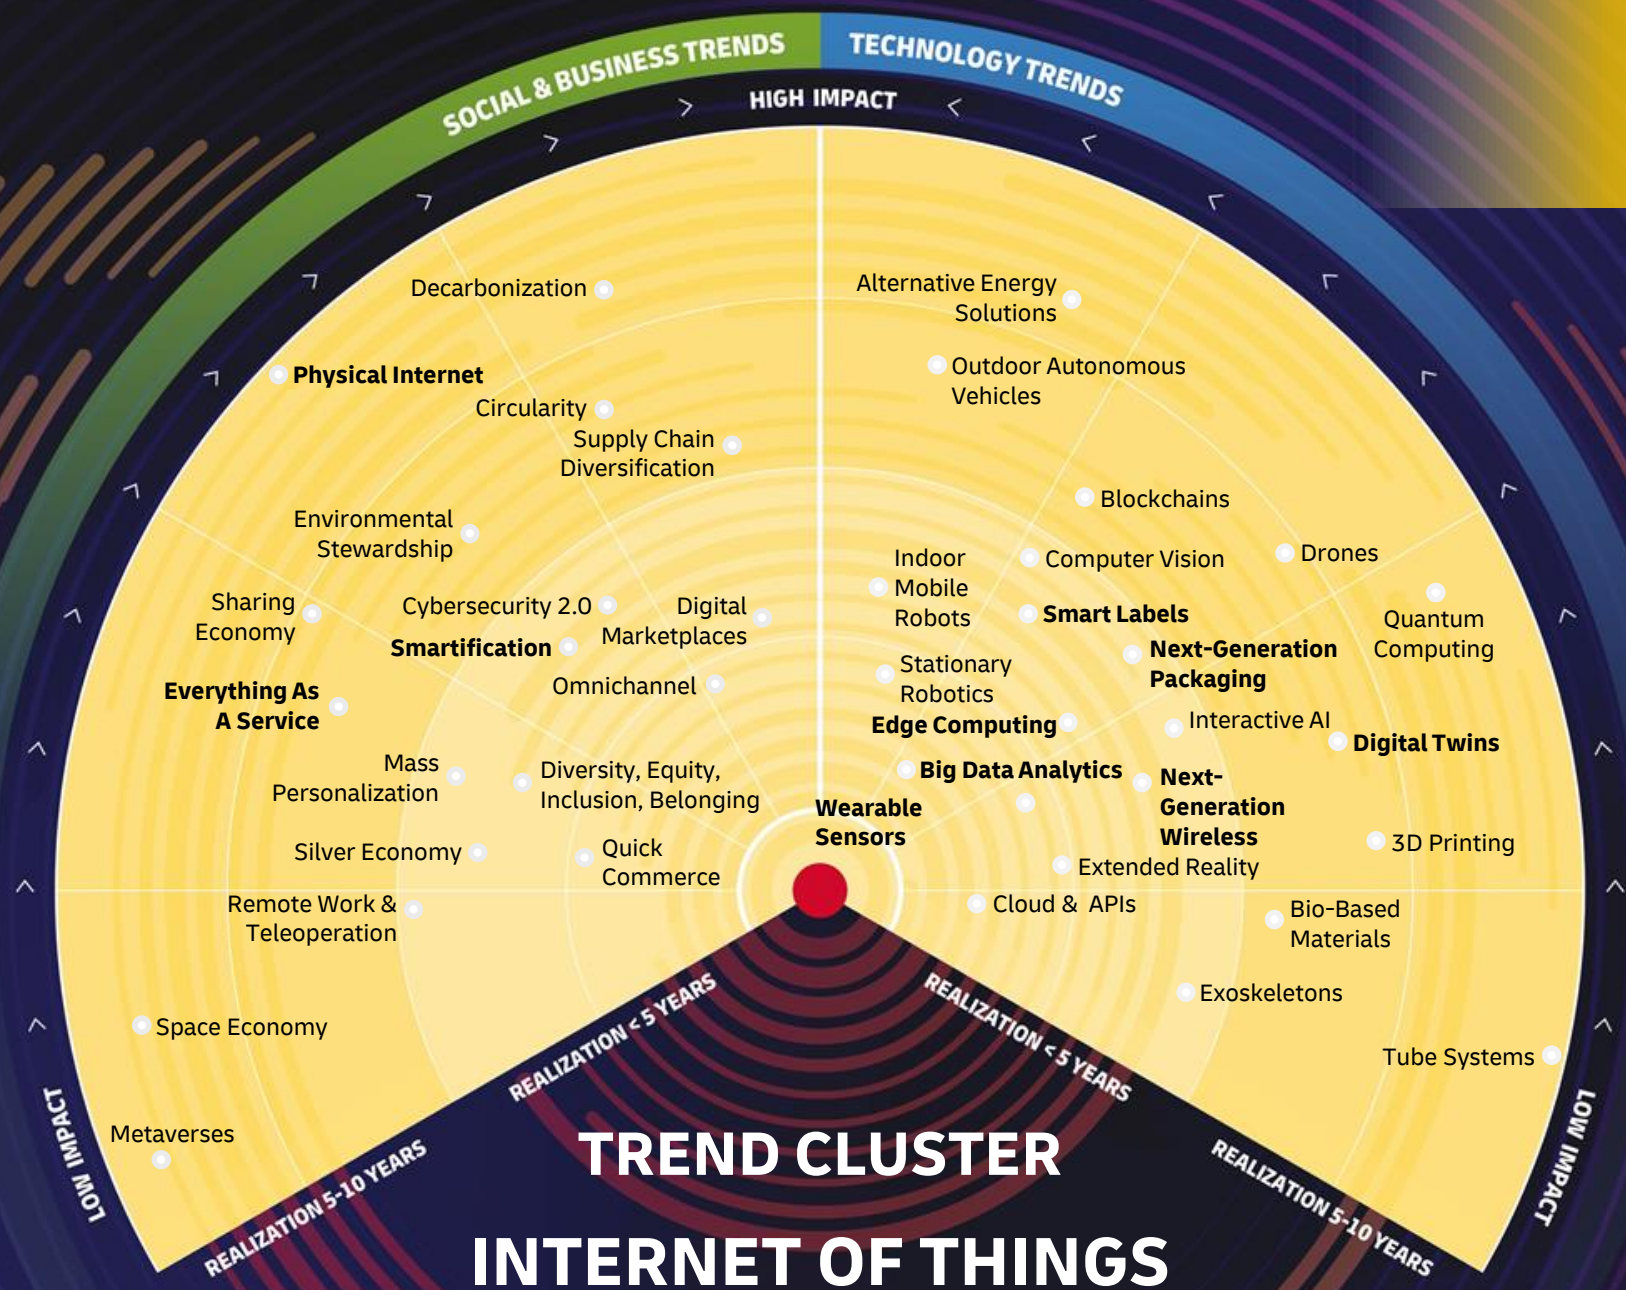 SOCIAL & BUSINESS TRENDS
TECHNOLOGY TRENDS
HIGH IMPACT
Decarbonization
Physical Internet
Circularity
Supply Chain
Diversification
Environmental
Stewardship
Sharing
Economy
Cybersecurity 2.0
Digital
Marketplaces
Smartification
Omnichannel
Everything As
A Service
Mass
Personalization
Diversity, Equity,
Inclusion, Belonging
Silver Economy
Quick
Commerce
Remote Work &
Teleoperation
Space Economy
Metaverses
Alternative Energy
Solutions
Outdoor Autonomous
Vehicles
Blockchains
Indoor
Mobile
Robots
Computer Vision
Drones
Smart Labels
Quantum
Computing
Next-Generation
Packaging
Stationary
Robotics
Edge Computing
Interactive AI
Digital Twins
Big Data Analytics
Next-
Generation
Wireless
Wearable
Sensors
3D Printing
Extended Reality
Cloud & APIs
Bio-Based
Materials
Exoskeletons
Tube Systems
LOW IMPACT
REALIZATION 5-10 YEARS
REALIZATION < 5 YEARS
REALIZATION < 5 YEARS
REALIZATION 5-10 YEARS
LOW IMPACT
TREND CLUSTER
INTERNET OF THINGS